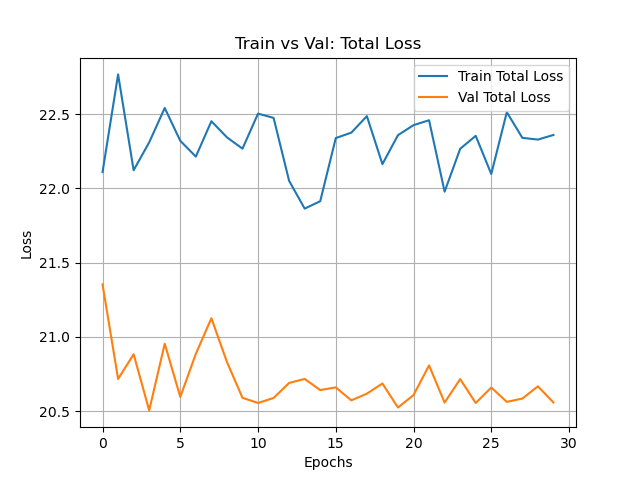 Train vs Val: Total Loss
Train Total Loss
Val Total Loss
22.5
22.0
21.5
21.0
20.5
Loss
0 5 10 15 20 25 30
Epochs